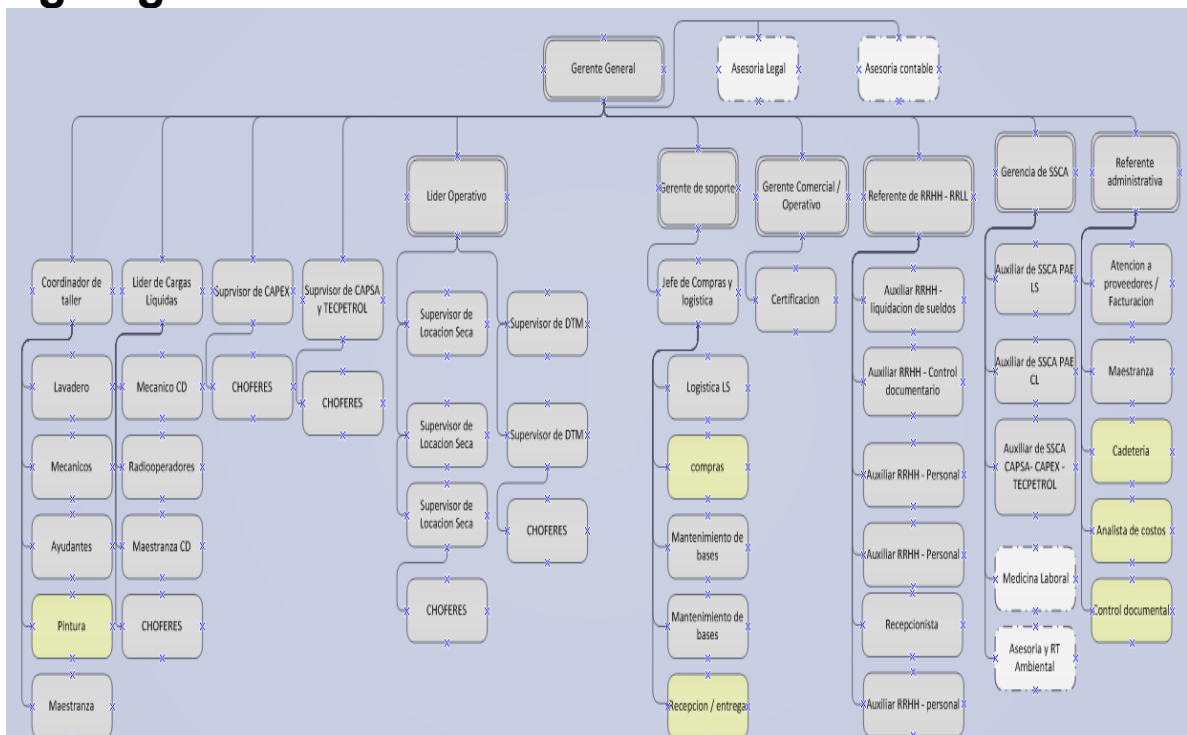 Gerente General
Asesoria Legal
Asesoria contable
Lider Operativo
Gerente de soporte
Gerente Comercial /
Operativo
Referente de RRHH - RRLL
Gerencia de SSCA
Referente
administrativa
Coordinador de
taller
Lider de Cargas
Liquidas
Suprvisor de CAPEX
Suprvisor de CAPSA
y TECPETROL
Supervisor de
Locacion Seca
Supervisor de DTM
Jefe de Compras y
logistica
Certificacion
Auxiliar RRHH -
liquidacion de sueldos
Auxiliar de SSCA PAE
LS
Atencion a
proveedores /
Facturacion
Lavadero
Mecanico CD
CHOFERES
CHOFERES
Logistica LS
Auxiliar RRHH - Control
documentario
Auxiliar de SSCA PAE
CL
Maestranza
Mecanicos
Radiooperadores
Supervisor de
Locacion Seca
Supervisor de DTM
compras
Auxiliar RRHH - Personal
Auxiliar de SSCA
CAPSA- CAPEX -
TECPETROL
Cadeteria
Ayudantes
Maestranza CD
Supervisor de
Locacion Seca
CHOFERES
Mantenimiento de
bases
Auxiliar RRHH - Personal
Medicina Laboral
Analista de costos
Pintura
CHOFERES
CHOFERES
Mantenimiento de
bases
Recepcionista
Asesoria y RT
Ambiental
Control documental
Maestranza
Recepcion / entrega
Auxiliar RRHH - personal